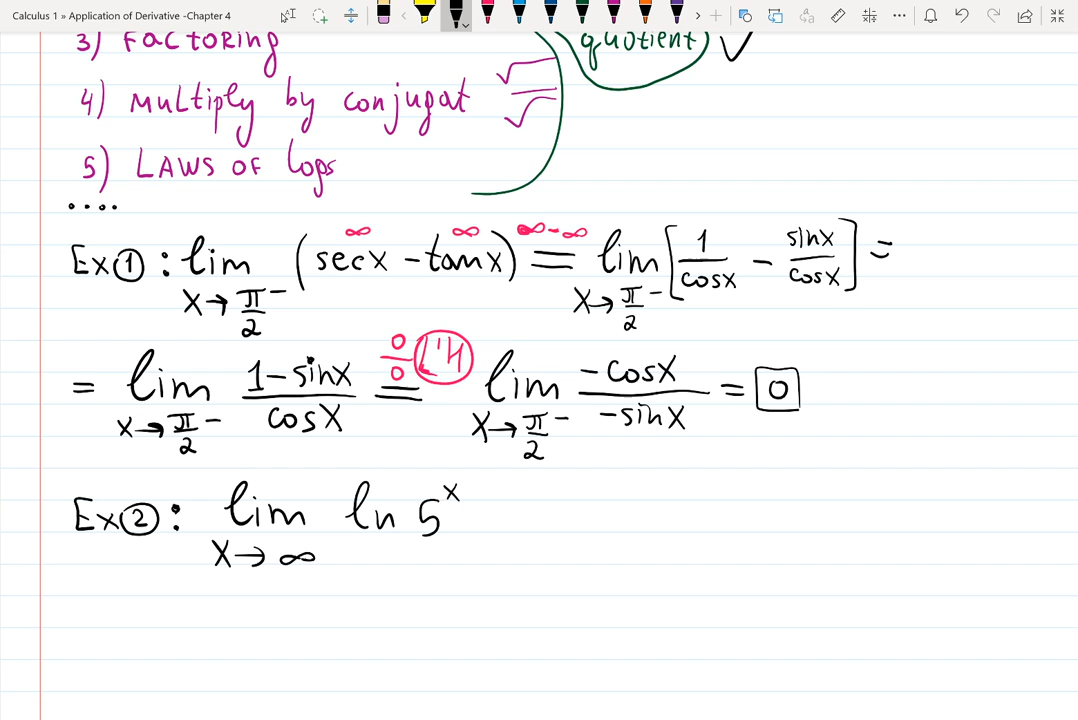 Calculus 1 » Application of Derivative -Chapter 4
3) FACTORING
quotient) ✓
4) MULTIPLY by conjugat √ √
5) LAWS OF Logs
....
Ex①: lim x→π/2⁻ (secx - tanx) = lim x→π/2⁻ [1/cosx - sinx/cosx] =
∞ ∞ ∞-∞
= lim x→π/2⁻ (1-sinx)/cosx = lim x→π/2⁻ (-cosx)/(-sinx) = 0
0/0 L'H
Ex②: lim x→∞ ln 5ˣ